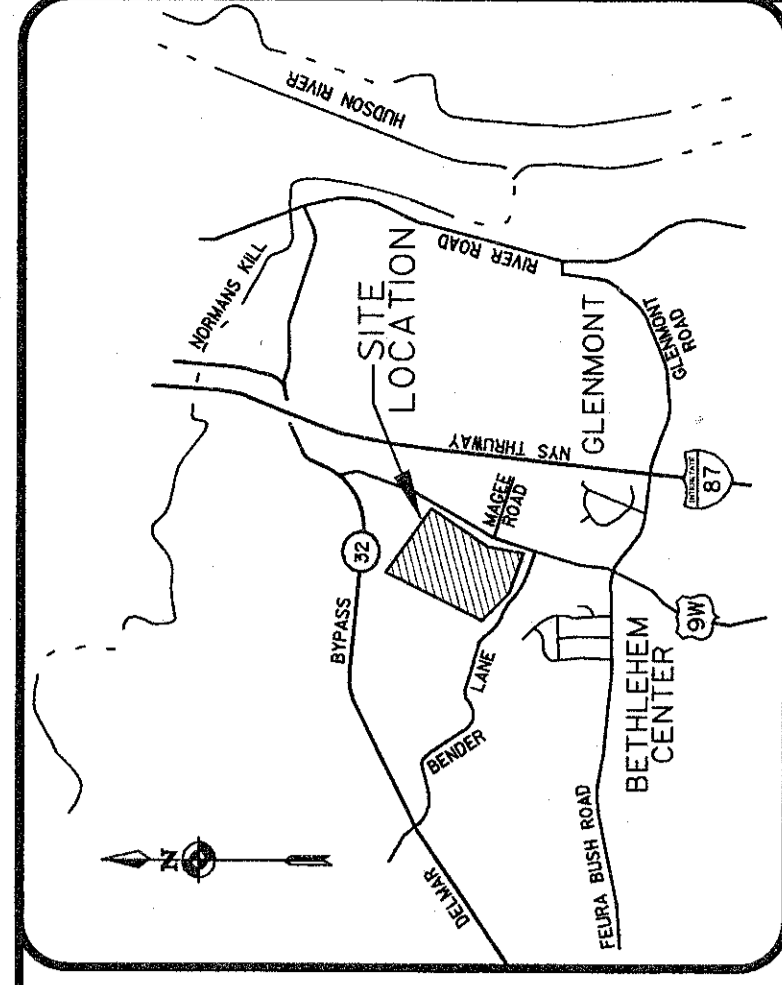 HUDSON RIVER
NORMANS KILL
RIVER ROAD
SITE
LOCATION
GLENMONT
GLENMONT
ROAD
NYS THRUWAY
MAGEE
ROAD
INTERSTATE
87
32
BYPASS
9W
LANE
BENDER
BETHLEHEM
CENTER
N
DELMAR
FEURA BUSH ROAD